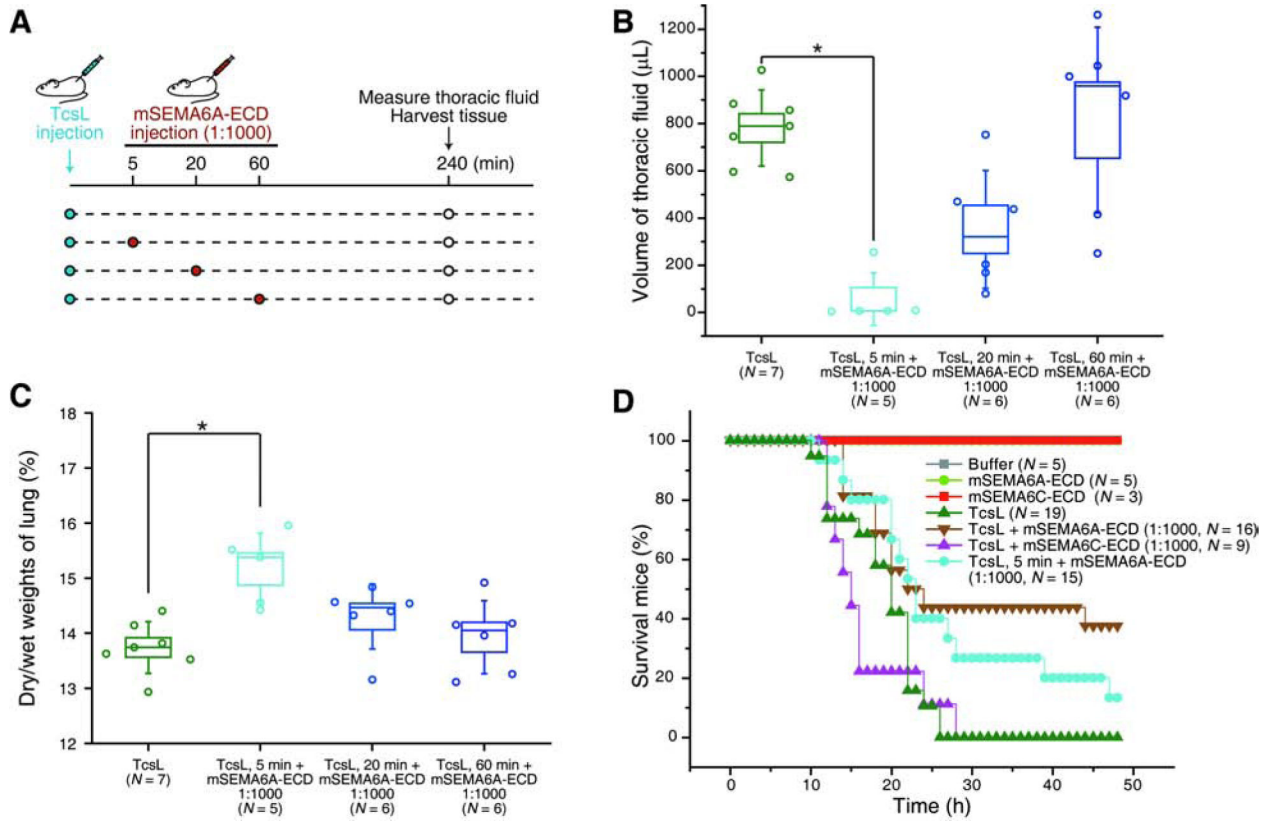 A
TcsL
injection
mSEMA6A-ECD
injection (1:1000)
5 20 60
Measure thoracic fluid
Harvest tissue
240 (min)
B
Volume of thoracic fluid (μL)
1200
1000
800
600
400
200
0
*
TcsL
(N = 7)
TcsL, 5 min +
mSEMA6A-ECD
1:1000
(N = 5)
TcsL, 20 min +
mSEMA6A-ECD
1:1000
(N = 6)
TcsL, 60 min +
mSEMA6A-ECD
1:1000
(N = 6)
C
Dry/wet weights of lung (%)
18
17
16
15
14
13
12
*
TcsL
(N = 7)
TcsL, 5 min +
mSEMA6A-ECD
1:1000
(N = 5)
TcsL, 20 min +
mSEMA6A-ECD
1:1000
(N = 6)
TcsL, 60 min +
mSEMA6A-ECD
1:1000
(N = 6)
D
Survival mice (%)
100
80
60
40
20
0
Buffer (N = 5)
mSEMA6A-ECD (N = 5)
mSEMA6C-ECD (N = 3)
TcsL (N = 19)
TcsL + mSEMA6A-ECD (1:1000, N = 16)
TcsL + mSEMA6C-ECD (1:1000, N = 9)
TcsL, 5 min + mSEMA6A-ECD
(1:1000, N = 15)
0 10 20 30 40 50
Time (h)